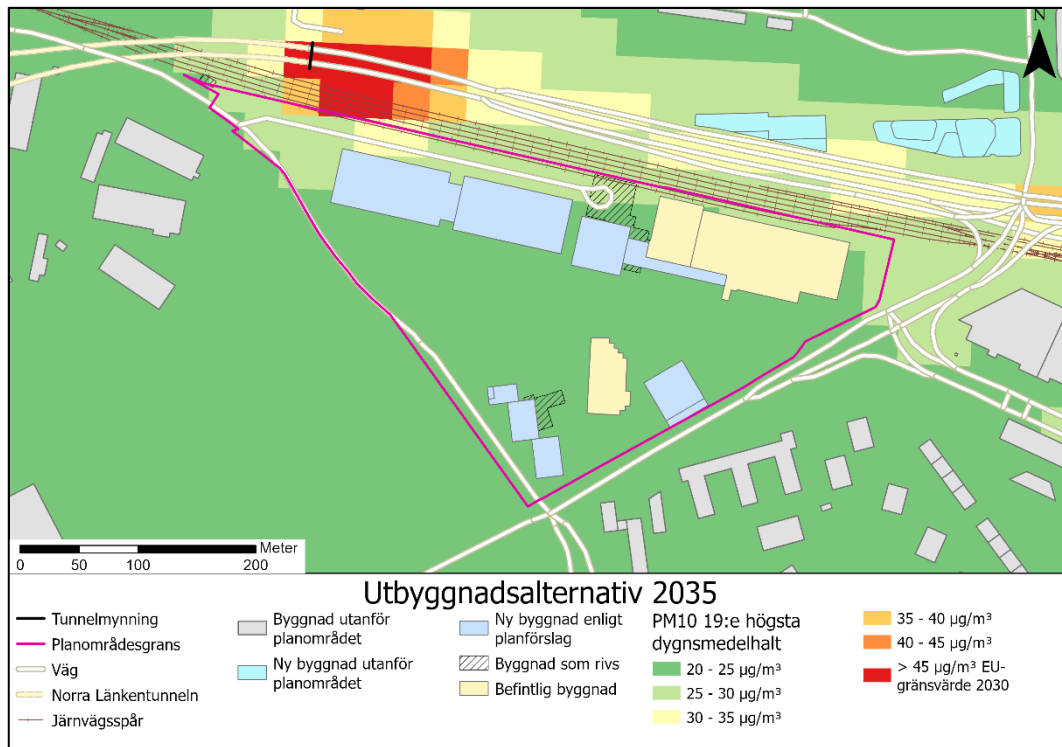 N
Meter
0 50 100 200
Utbyggnadsalternativ 2035
Tunnelmynning
Planområdesgrans
Väg
Norra Länkentunneln
Järnvägsspår
Byggnad utanför
planområdet
Ny byggnad utanför
planområdet
Ny byggnad enligt
planförslag
Byggnad som rivs
Befintlig byggnad
PM10 19:e högsta
dygnsmedelhalt
20 - 25 µg/m³
25 - 30 µg/m³
30 - 35 µg/m³
35 - 40 µg/m³
40 - 45 µg/m³
> 45 µg/m³ EU-
gränsvärde 2030